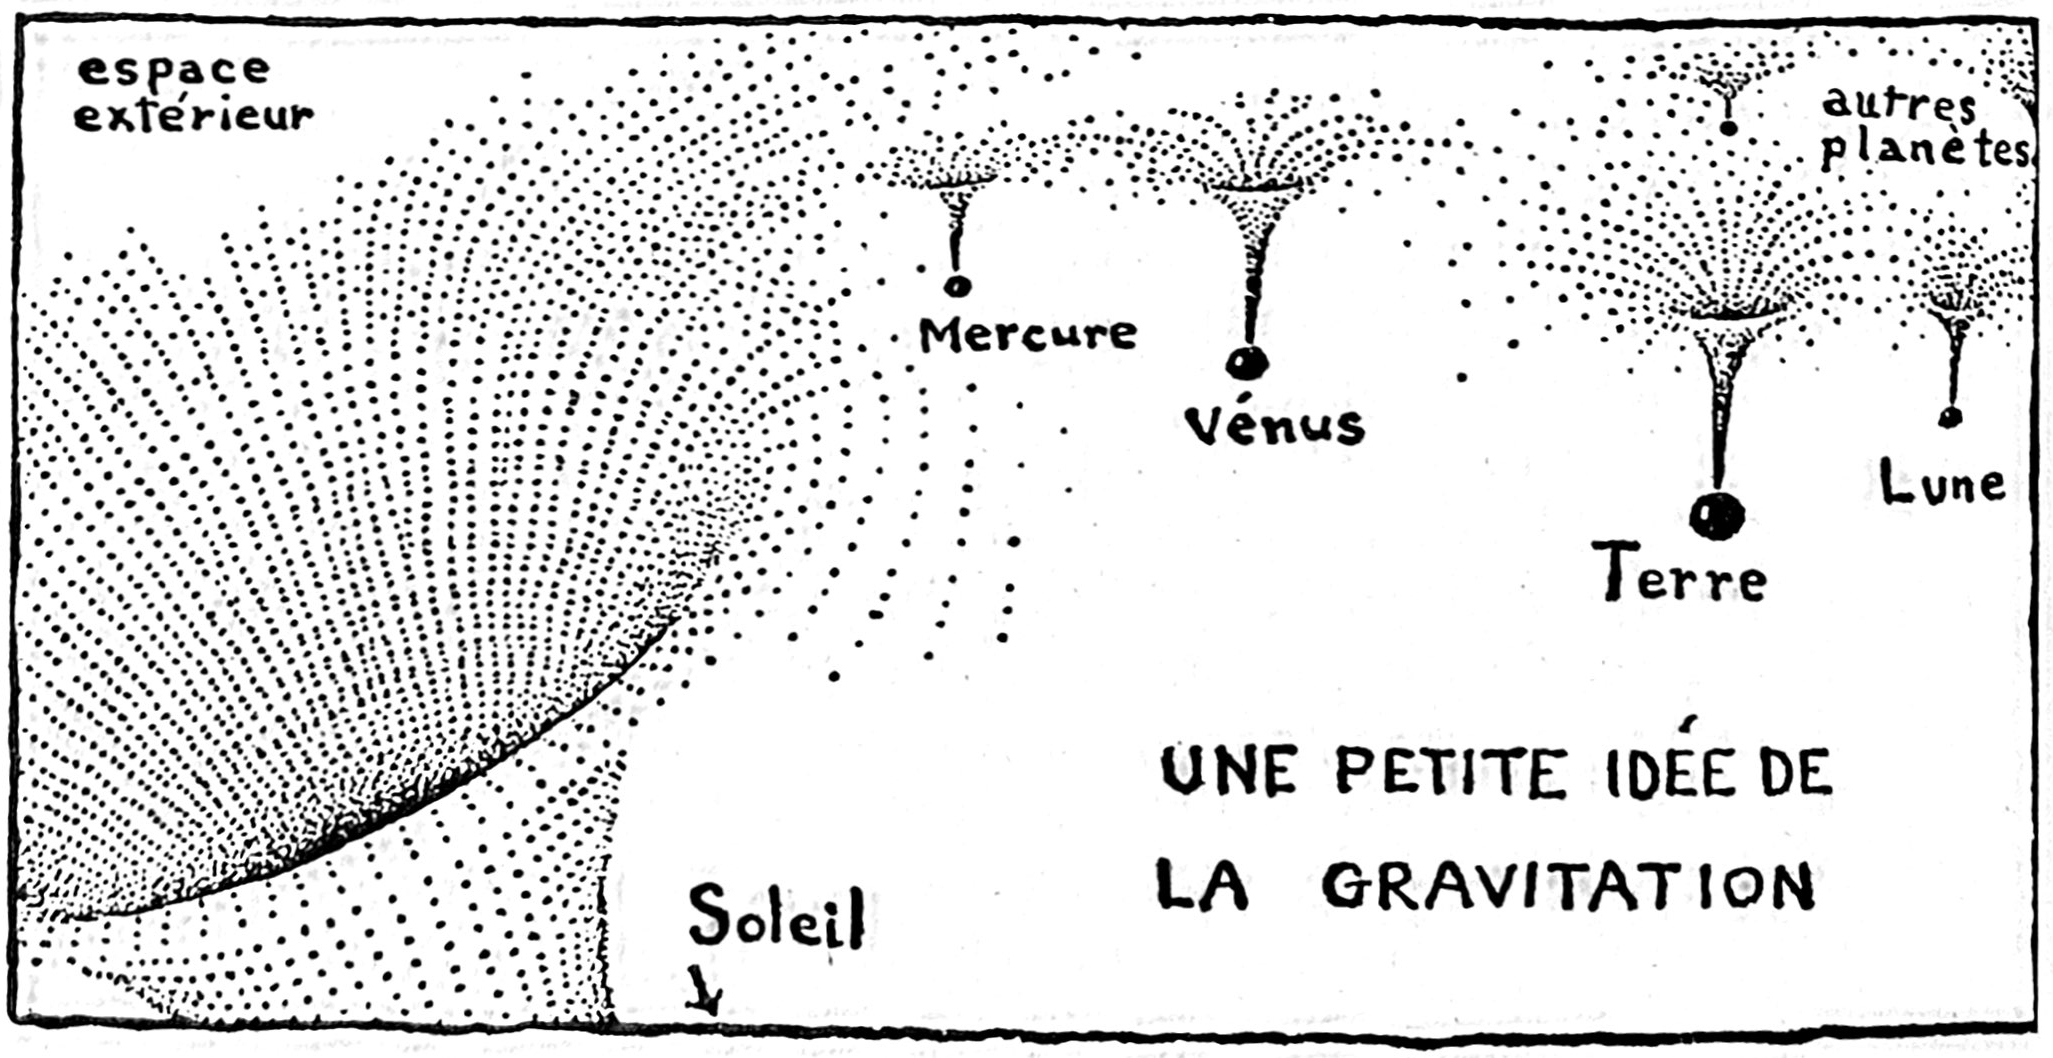 espace
extérieur
autres
planètes
Mercure
Vénus
Lune
Terre
UNE PETITE IDÉE DE
LA GRAVITATION
Soleil